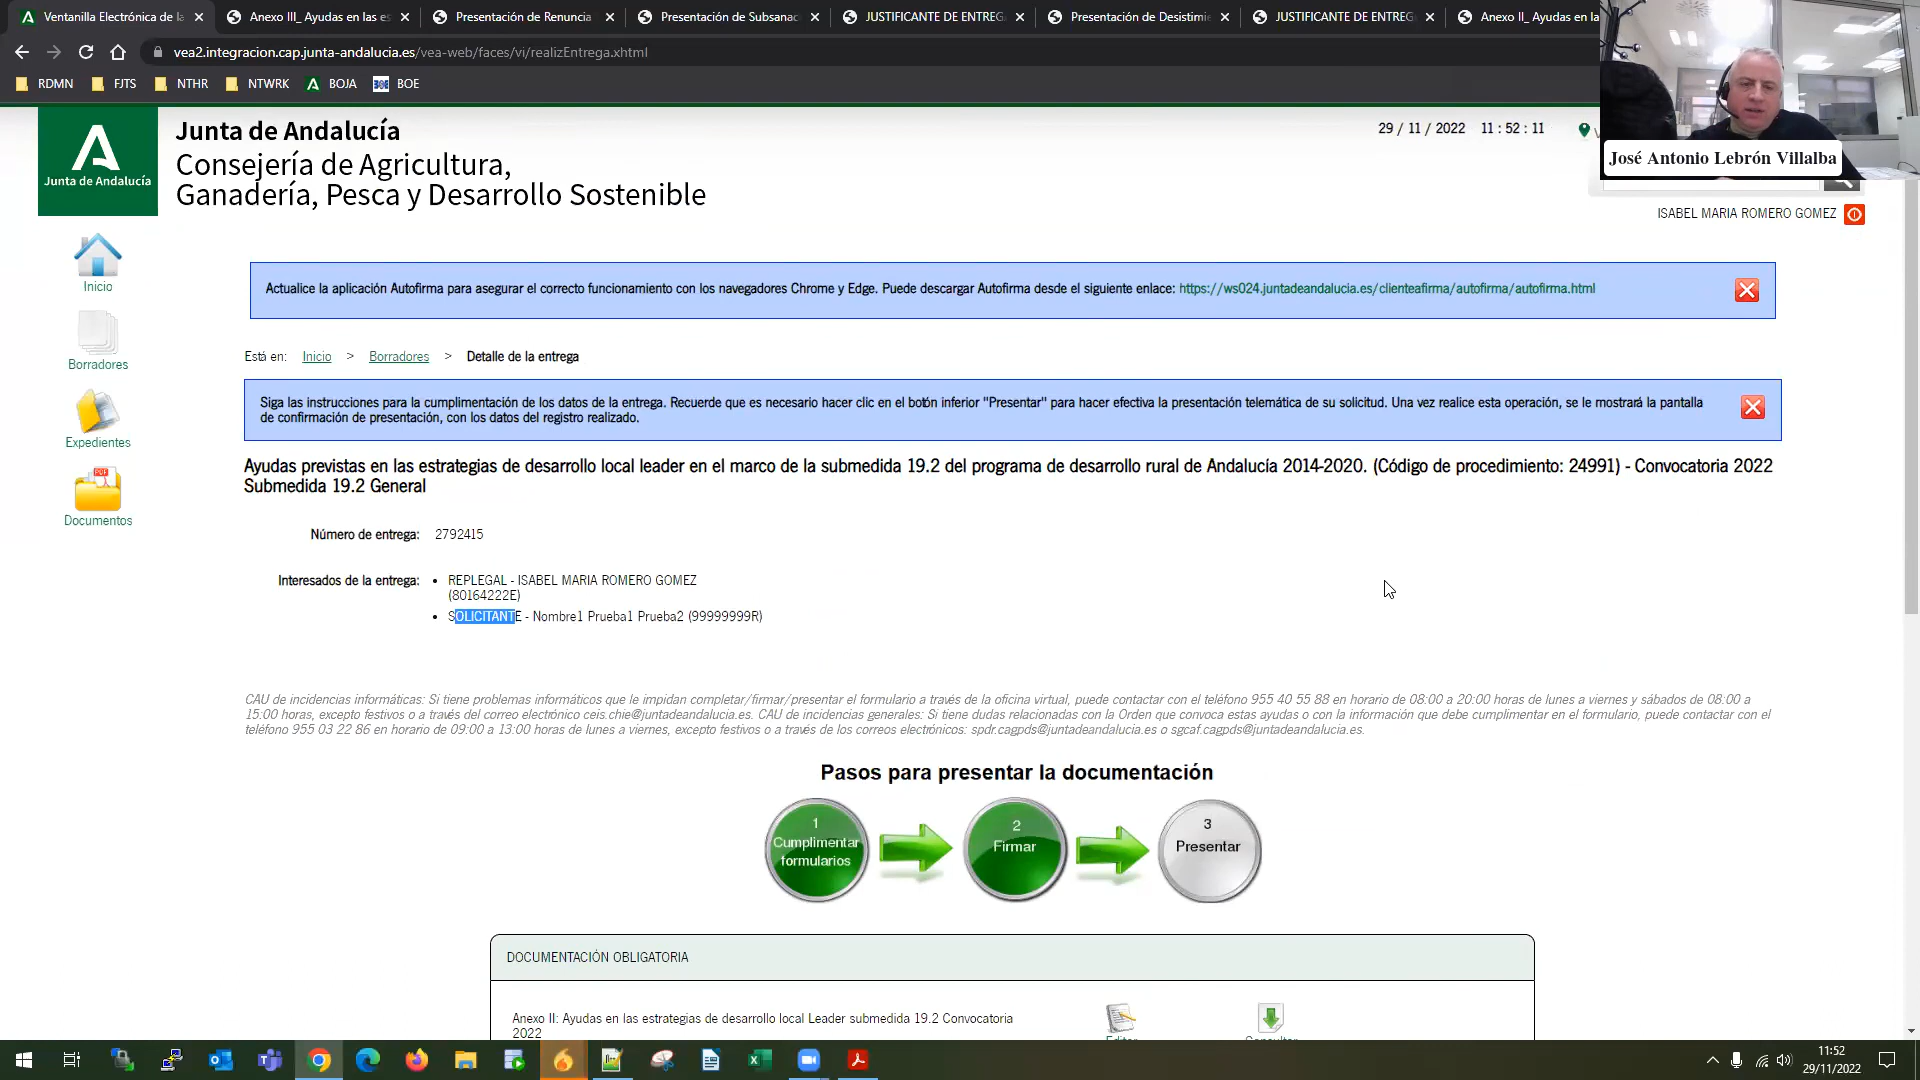 Ventanilla Electrónica de la
Anexo III_ Ayudas en las es
Presentación de Renuncia
Presentación de Subsanac
JUSTIFICANTE DE ENTREG
Presentación de Desistimie
JUSTIFICANTE DE ENTREG
Anexo II_ Ayudas en la
vea2.integracion.cap.junta-andalucia.es/vea-web/faces/vi/realizEntrega.xhtml
RDMN FJTS NTHR NTWRK BOJA BOE
Junta de Andalucía
Junta de Andalucía
Consejería de Agricultura,
Ganadería, Pesca y Desarrollo Sostenible
29 / 11 / 2022 11 : 52 : 11
José Antonio Lebrón Villalba
ISABEL MARIA ROMERO GOMEZ
Inicio
Borradores
Expedientes
Documentos
Actualice la aplicación Autofirma para asegurar el correcto funcionamiento con los navegadores Chrome y Edge. Puede descargar Autofirma desde el siguiente enlace: https://ws024.juntadeandalucia.es/clienteafirma/autofirma/autofirma.html
Está en: Inicio > Borradores > Detalle de la entrega
Siga las instrucciones para la cumplimentación de los datos de la entrega. Recuerde que es necesario hacer clic en el botón inferior "Presentar" para hacer efectiva la presentación telemática de su solicitud. Una vez realice esta operación, se le mostrará la pantalla
de confirmación de presentación, con los datos del registro realizado.
Ayudas previstas en las estrategias de desarrollo local leader en el marco de la submedida 19.2 del programa de desarrollo rural de Andalucía 2014-2020. (Código de procedimiento: 24991) - Convocatoria 2022
Submedida 19.2 General
Número de entrega: 2792415
Interesados de la entrega: • REPLEGAL - ISABEL MARIA ROMERO GOMEZ
(80164222E)
• SOLICITANTE - Nombre1 Prueba1 Prueba2 (99999999R)
CAU de incidencias informáticas: Si tiene problemas informáticos que le impidan completar/firmar/presentar el formulario a través de la oficina virtual, puede contactar con el teléfono 955 40 55 88 en horario de 08:00 a 20:00 horas de lunes a viernes y sábados de 08:00 a
15:00 horas, excepto festivos o a través del correo electrónico ceis.chie@juntadeandalucia.es. CAU de incidencias generales: Si tiene dudas relacionadas con la Orden que convoca estas ayudas o con la información que debe cumplimentar en el formulario, puede contactar con el
teléfono 955 03 22 86 en horario de 09:00 a 13:00 horas de lunes a viernes, excepto festivos o a través de los correos electrónicos: spdr.cagpds@juntadeandalucia.es o sgcaf.cagpds@juntadeandalucia.es.
Pasos para presentar la documentación
1
Cumplimentar
formularios
2
Firmar
3
Presentar
DOCUMENTACIÓN OBLIGATORIA
Anexo II: Ayudas en las estrategias de desarrollo local Leader submedida 19.2 Convocatoria
2022
11:52
29/11/2022